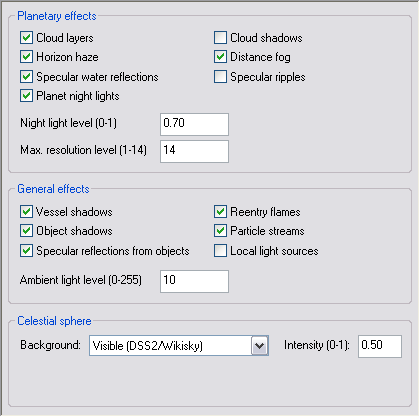 Planetary effects
Cloud layers Cloud shadows
Horizon haze Distance fog
Specular water reflections Specular ripples
Planet night lights
Night light level (0-1) 0.70
Max. resolution level (1-14) 14
General effects
Vessel shadows Reentry flames
Object shadows Particle streams
Specular reflections from objects Local light sources
Ambient light level (0-255) 10
Celestial sphere
Background: Visible (DSS2/Wikisky) Intensity (0-1): 0.50